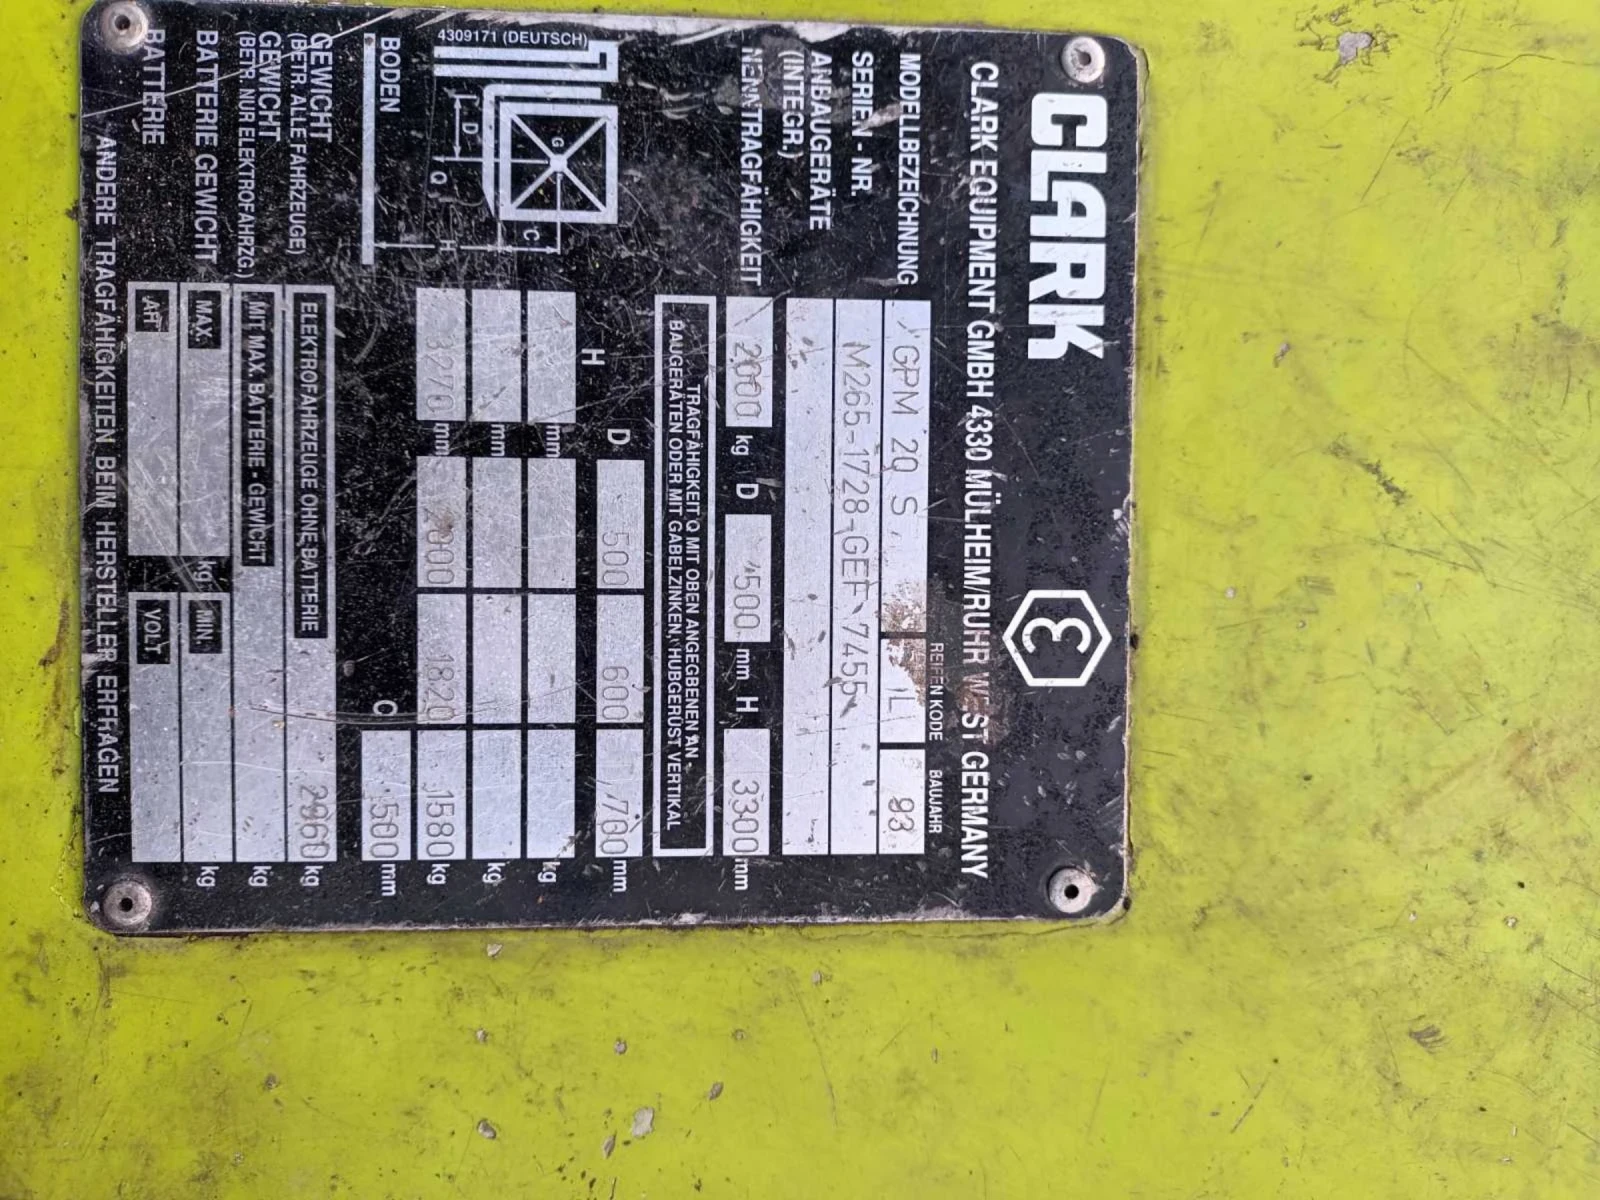 CLARK
CLARK EQUIPMENT GMBH 4330 MÜLHEIM/RUHR WEST GERMANY
REIFEN KODE BAUJAHR
MODELLBEZEICHNUNG GPM 20 S IL 93
SERIEN - NR. M265-1728-GEF-7455
ANBAUGERÄTE
(INTEGR.)
NENNTRAGFÄHIGKEIT 2000 kg D 500 mm H 3300 mm
TRAGFÄHIGKEIT Q MIT OBEN ANGEGBENEN AN-
BAUGERÄTEN ODER MIT GABELZINKEN, HUBGERÜST VERTIKAL
4309171 (DEUTSCH)
G
C
D
Q
H
BODEN
H D 500 600 700 mm
mm kg
mm kg
3270 mm 2000 1820 1580 kg
C 500 mm
GEWICHT
(BETR. ALLE FAHRZEUGE) ELEKTROFAHRZEUGE OHNE BATTERIE 2960 kg
GEWICHT
(BETR. NUR ELEKTROFAHRZG.) MIT MAX. BATTERIE - GEWICHT kg
BATTERIE GEWICHT MAX. kg MIN. kg
BATTERIE AH VOLT.
ANDERE TRAGFÄHIGKEITEN BEIM HERSTELLER ERFRAGEN